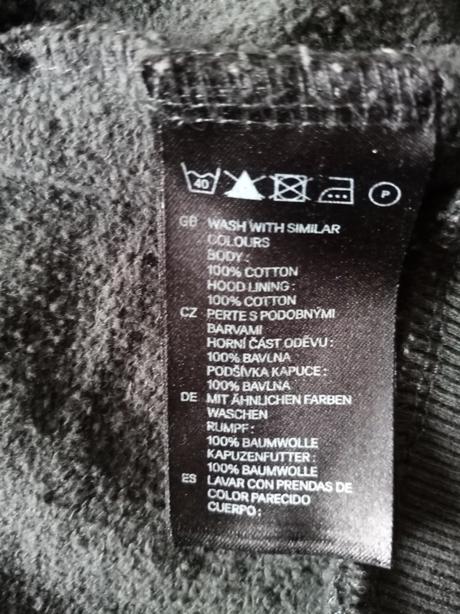 40 P
GB WASH WITH SIMILAR
COLOURS
BODY:
100% COTTON
HOOD LINING:
100% COTTON
CZ PERTE S PODOBNÝMI
BARVAMI
HORNÍ ČÁST ODĚVU:
100% BAVLNA
PODŠÍVKA KAPUCE:
100% BAVLNA
DE MIT ÄHNLICHEN FARBEN
WASCHEN
RUMPF:
100% BAUMWOLLE
KAPUZENFUTTER:
100% BAUMWOLLE
ES LAVAR CON PRENDAS DE
COLOR PARECIDO
CUERPO: